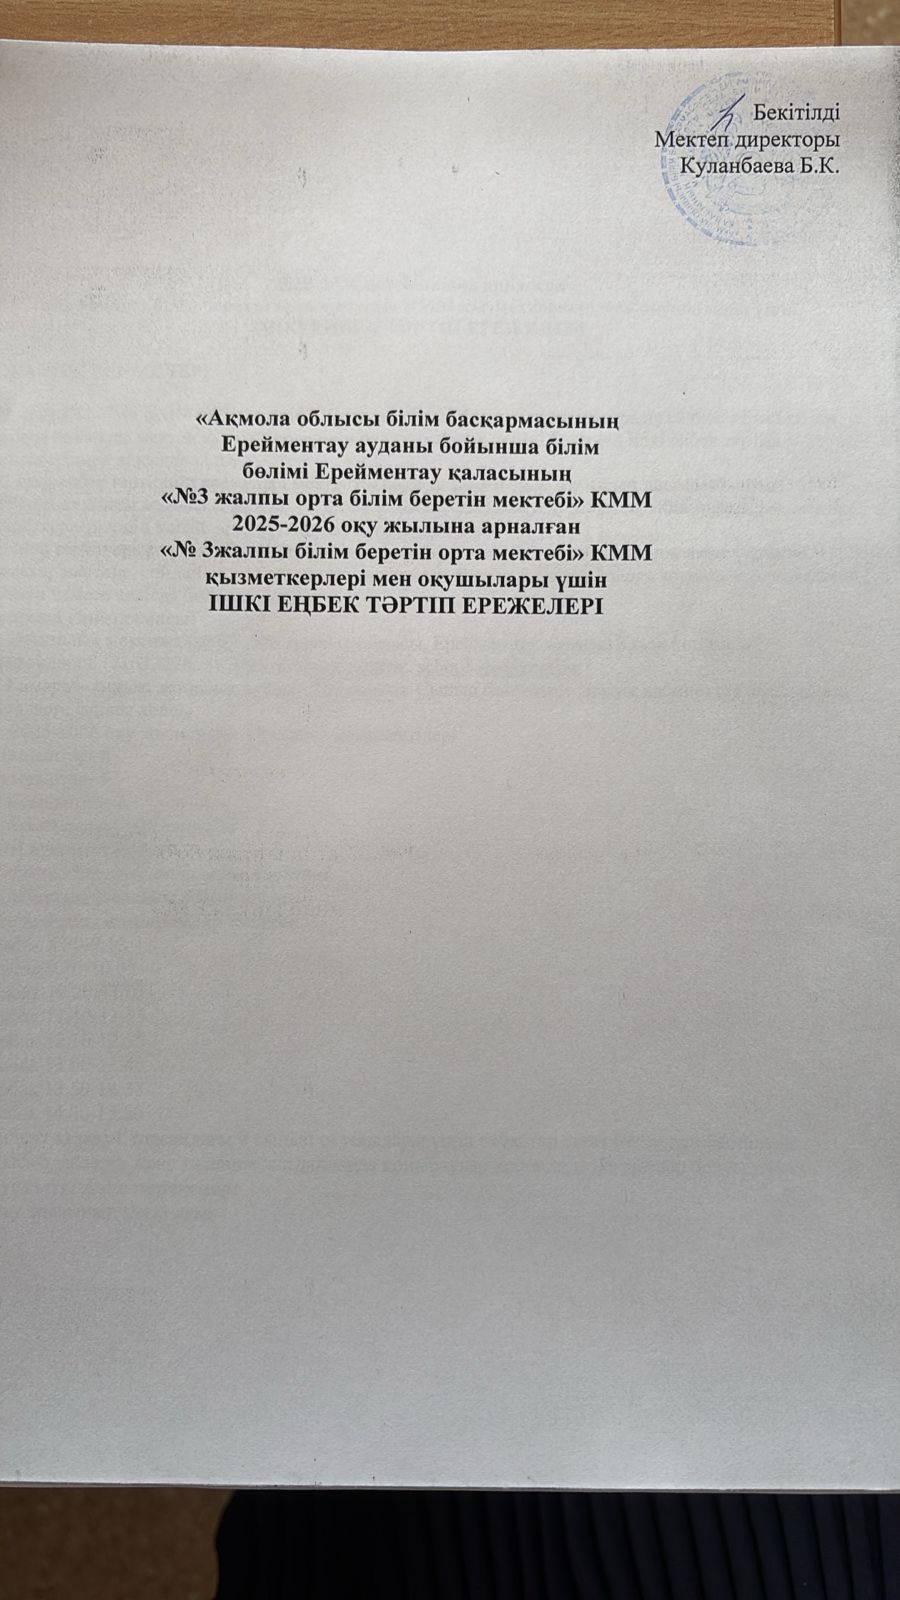 Бекітілді
Мектеп директоры
Куланбаева Б.К.
«Ақмола облысы білім басқармасының
Ерейментау ауданы бойынша білім
бөлімі Ерейментау қаласының
«№3 жалпы орта білім беретін мектебі» КММ
2025-2026 оқу жылына арналған
«№ 3жалпы білім беретін орта мектебі» КММ
қызметкерлері мен оқушылары үшін
ІШКІ ЕҢБЕК ТӘРТІП ЕРЕЖЕЛЕРІ